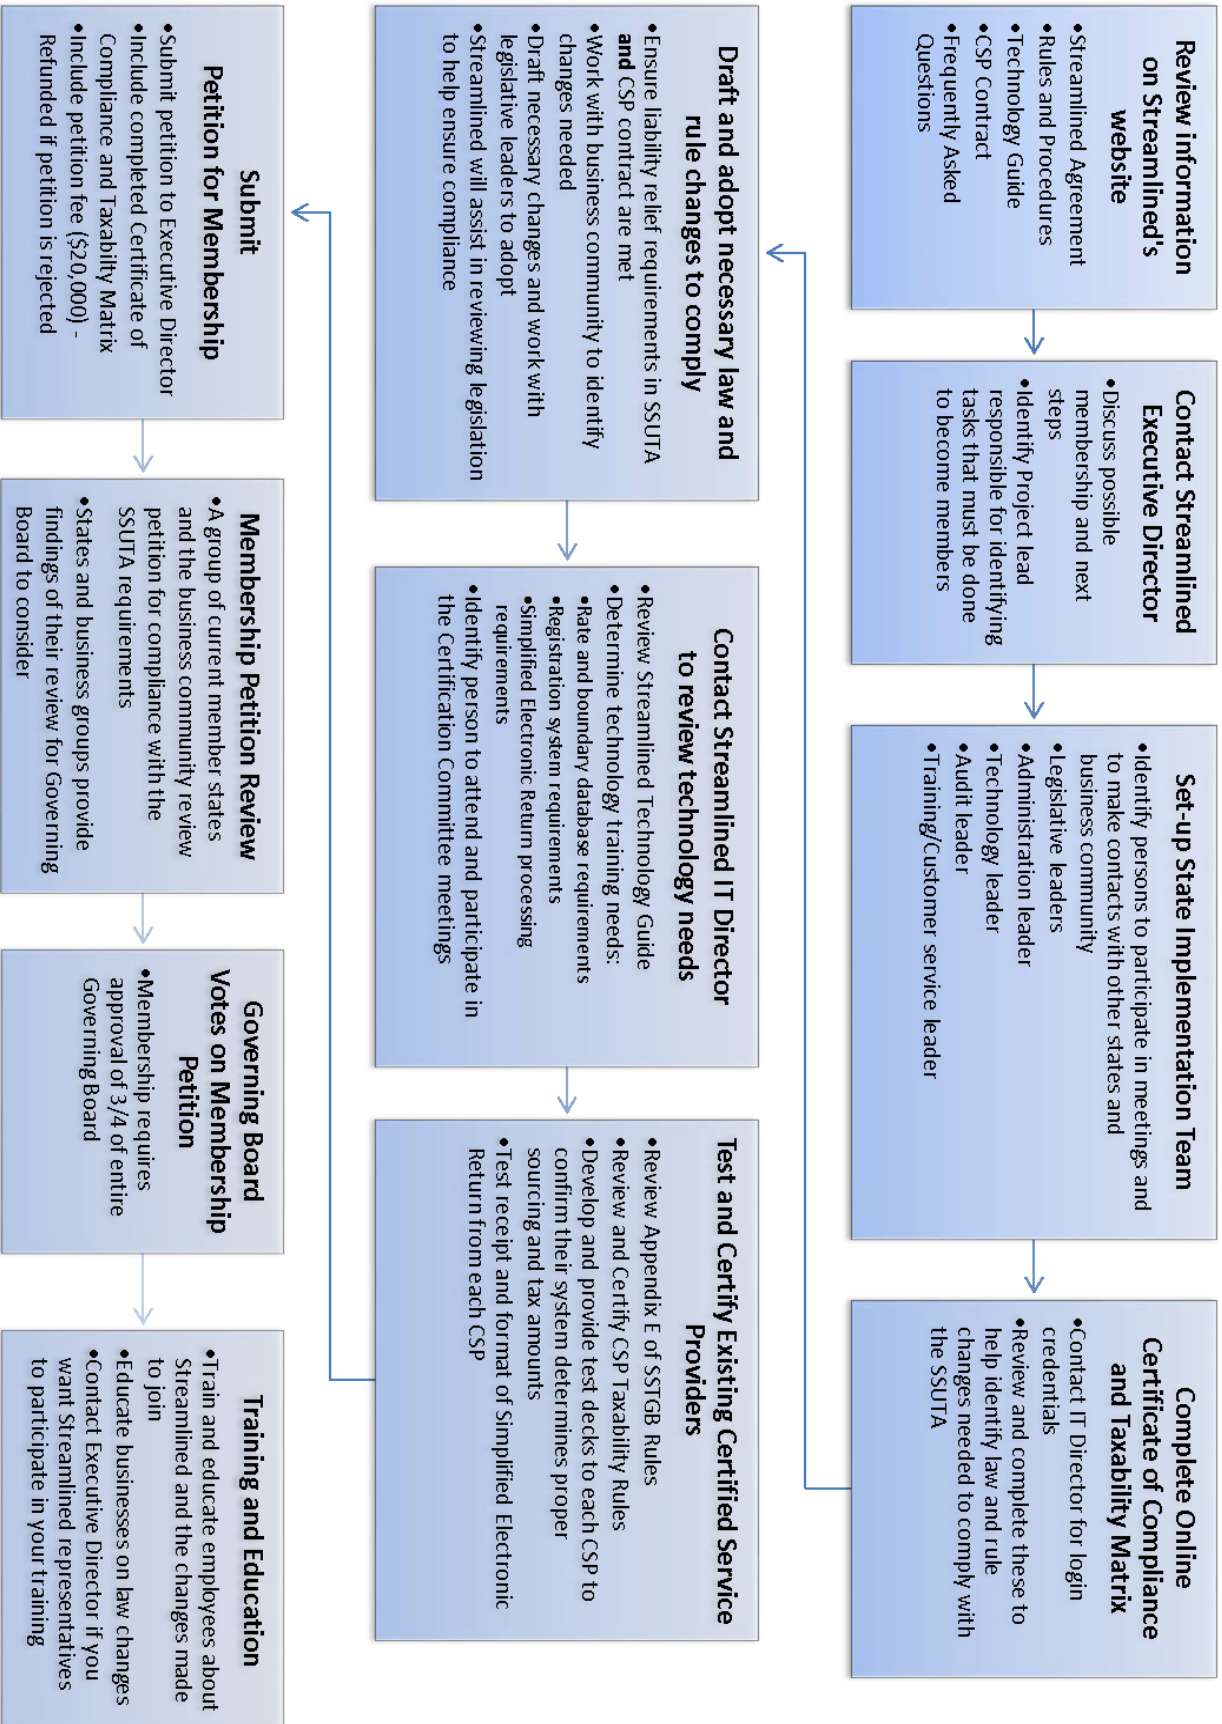 Review information
on Streamlined's
website
•Streamlined Agreement
•Rules and Procedures
•Technology Guide
•CSP Contract
•Frequently Asked
Questions
Contact Streamlined
Executive Director
•Discuss possible
membership and next
steps
•Identify Project lead
responsible for identifying
tasks that must be done
to become members
Set-up State Implementation Team
•Identify persons to participate in meetings and
to make contacts with other states and
business community
•Legislative leaders
•Administration leader
•Technology leader
•Audit leader
•Training/Customer service leader
Complete Online
Certificate of Compliance
and Taxability Matrix
•Contact IT Director for login
credentials
•Review and complete these to
help identify law and rule
changes needed to comply with
the SSUTA
Draft and adopt necessary law and
rule changes to comply
•Ensure liability relief requirements in SSUTA
and CSP contract are met
•Work with business community to identify
changes needed
•Draft necessary changes and work with
legislative leaders to adopt
•Streamlined will assist in reviewing legislation
to help ensure compliance
Contact Streamlined IT Director
to review technology needs
•Review Streamlined Technology Guide
•Determine technology training needs:
•Rate and boundary database requirements
•Registration system requirements
•Simplified Electronic Return processing
requirements
•Identify person to attend and participate in
the Certification Committee meetings
Test and Certify Existing Certified Service
Providers
•Review Appendix E of SSTGB Rules
•Review and Certify CSP Taxability Rules
•Develop and provide test decks to each CSP to
confirm their system determines proper
sourcing and tax amounts
•Test receipt and format of Simplified Electronic
Return from each CSP
Submit
Petition for Membership
•Submit petition to Executive Director
•Include completed Certificate of
Compliance and Taxabilty Matrix
•Include petition fee ($20,000) -
Refunded if petition is rejected
Membership Petition Review
•A group of current member states
and the business community review
petition for compliance with the
SSUTA requirements
•States and business groups provide
findings of their review for Governing
Board to consider
Governing Board
Votes on Membership
Petition
•Membership requires
approval of 3/4 of entire
Governing Board
Training and Education
•Train and educate employees about
Streamlined and the changes made
to join
•Educate businesses on law changes
•Contact Executive Director if you
want Streamlined representatives
to participate in your training